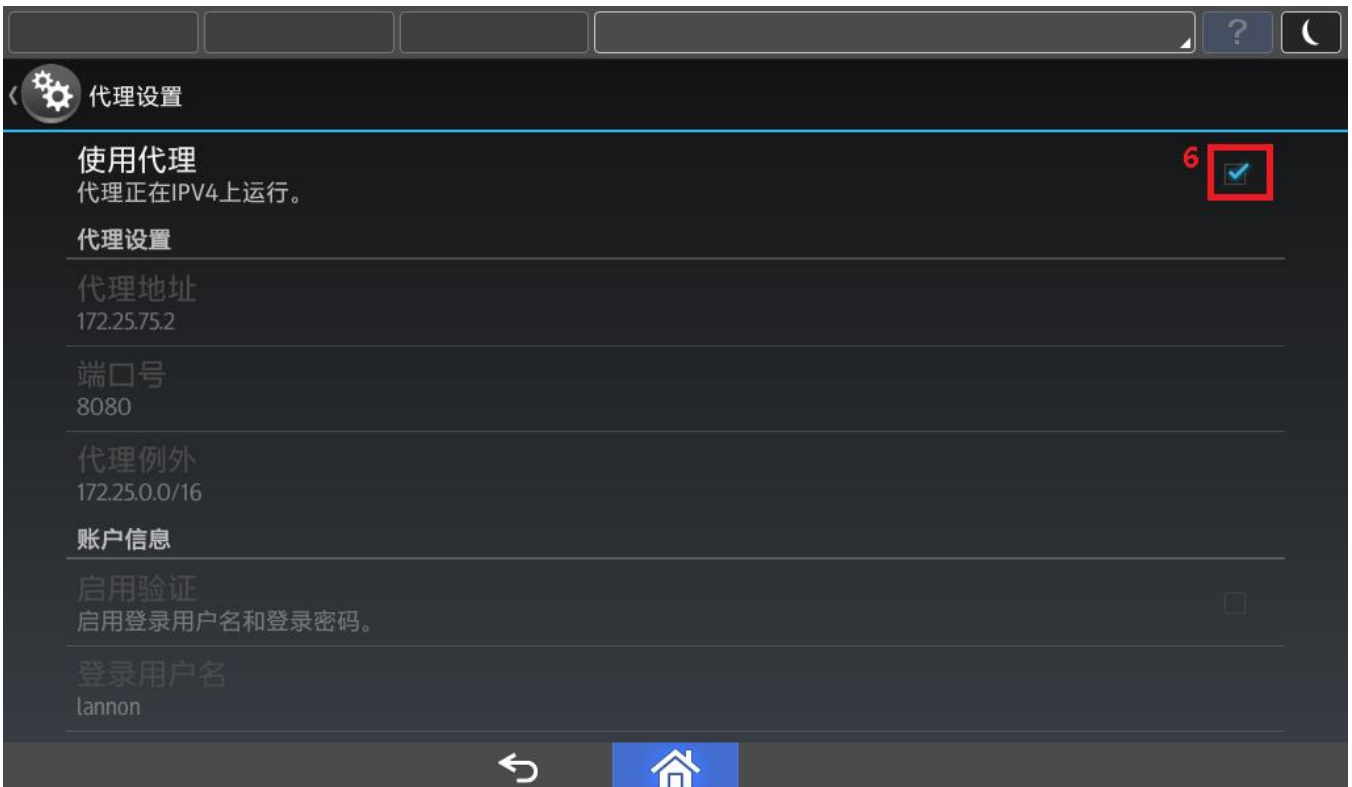 ?
代理设置
使用代理
6
代理正在IPV4上运行。
代理设置
代理地址
172.25.75.2
端口号
8080
代理例外
172.25.0.0/16
账户信息
启用验证
启用登录用户名和登录密码。
登录用户名
lannon